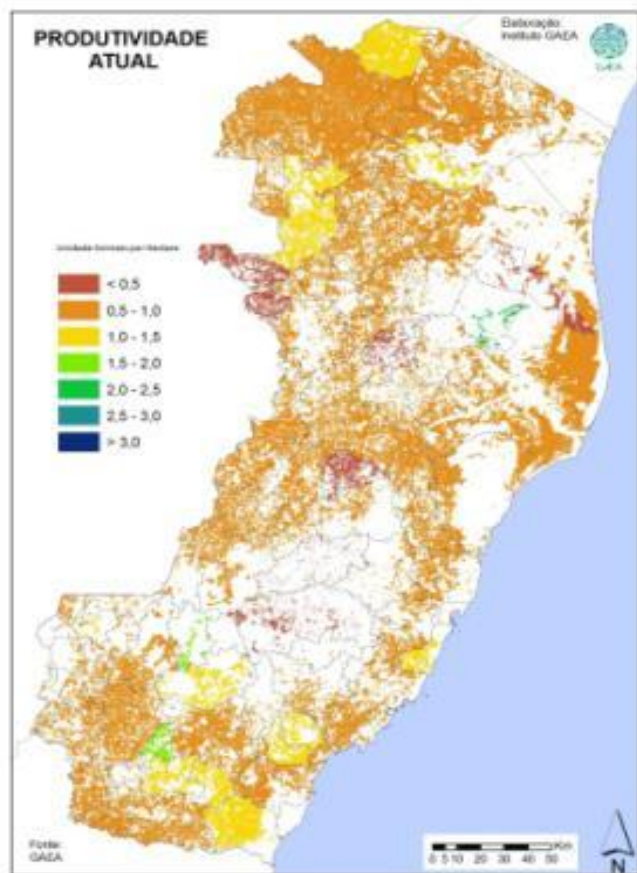 PRODUTIVIDADE
ATUAL
Elaboração:
Instituto GAEA
GAEA
< 0,5
0,5 - 1,0
1,0 - 1,5
1,5 - 2,0
2,0 - 2,5
2,5 - 3,0
> 3,0
Fonte:
GAEA
Km
0 5 10 20 30 40 50
N